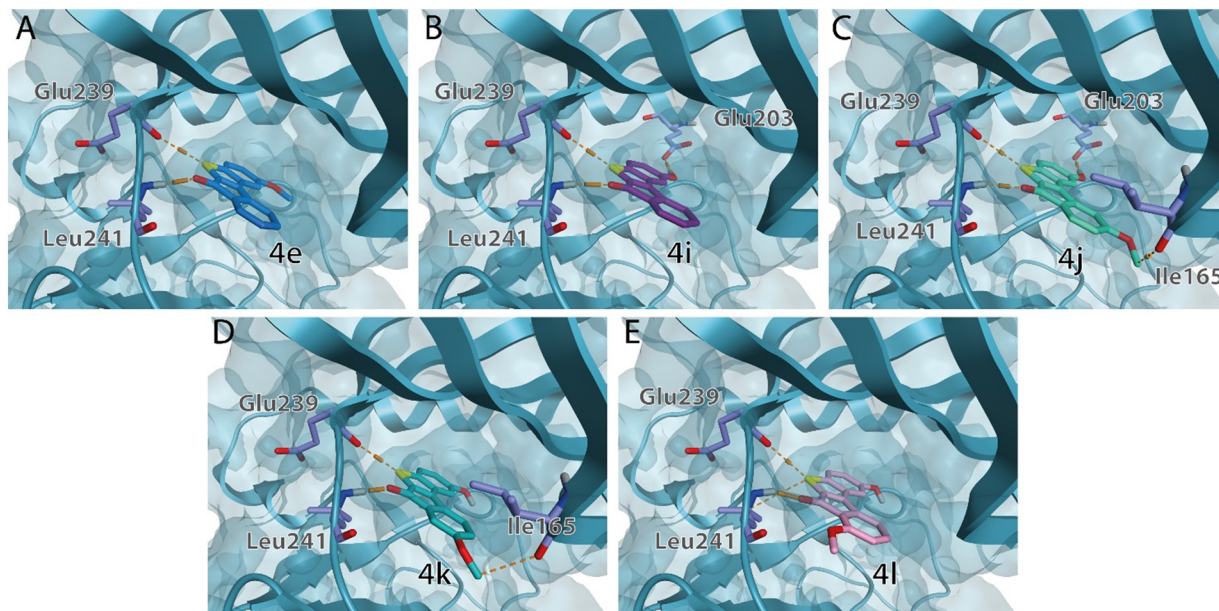 A
Glu239
Leu241
4e
B
Glu239
Glu203
Leu241
4i
C
Glu239
Glu203
Leu241
4j
Ile165
D
Glu239
Leu241
Ile165
4k
E
Glu239
Leu241
4l